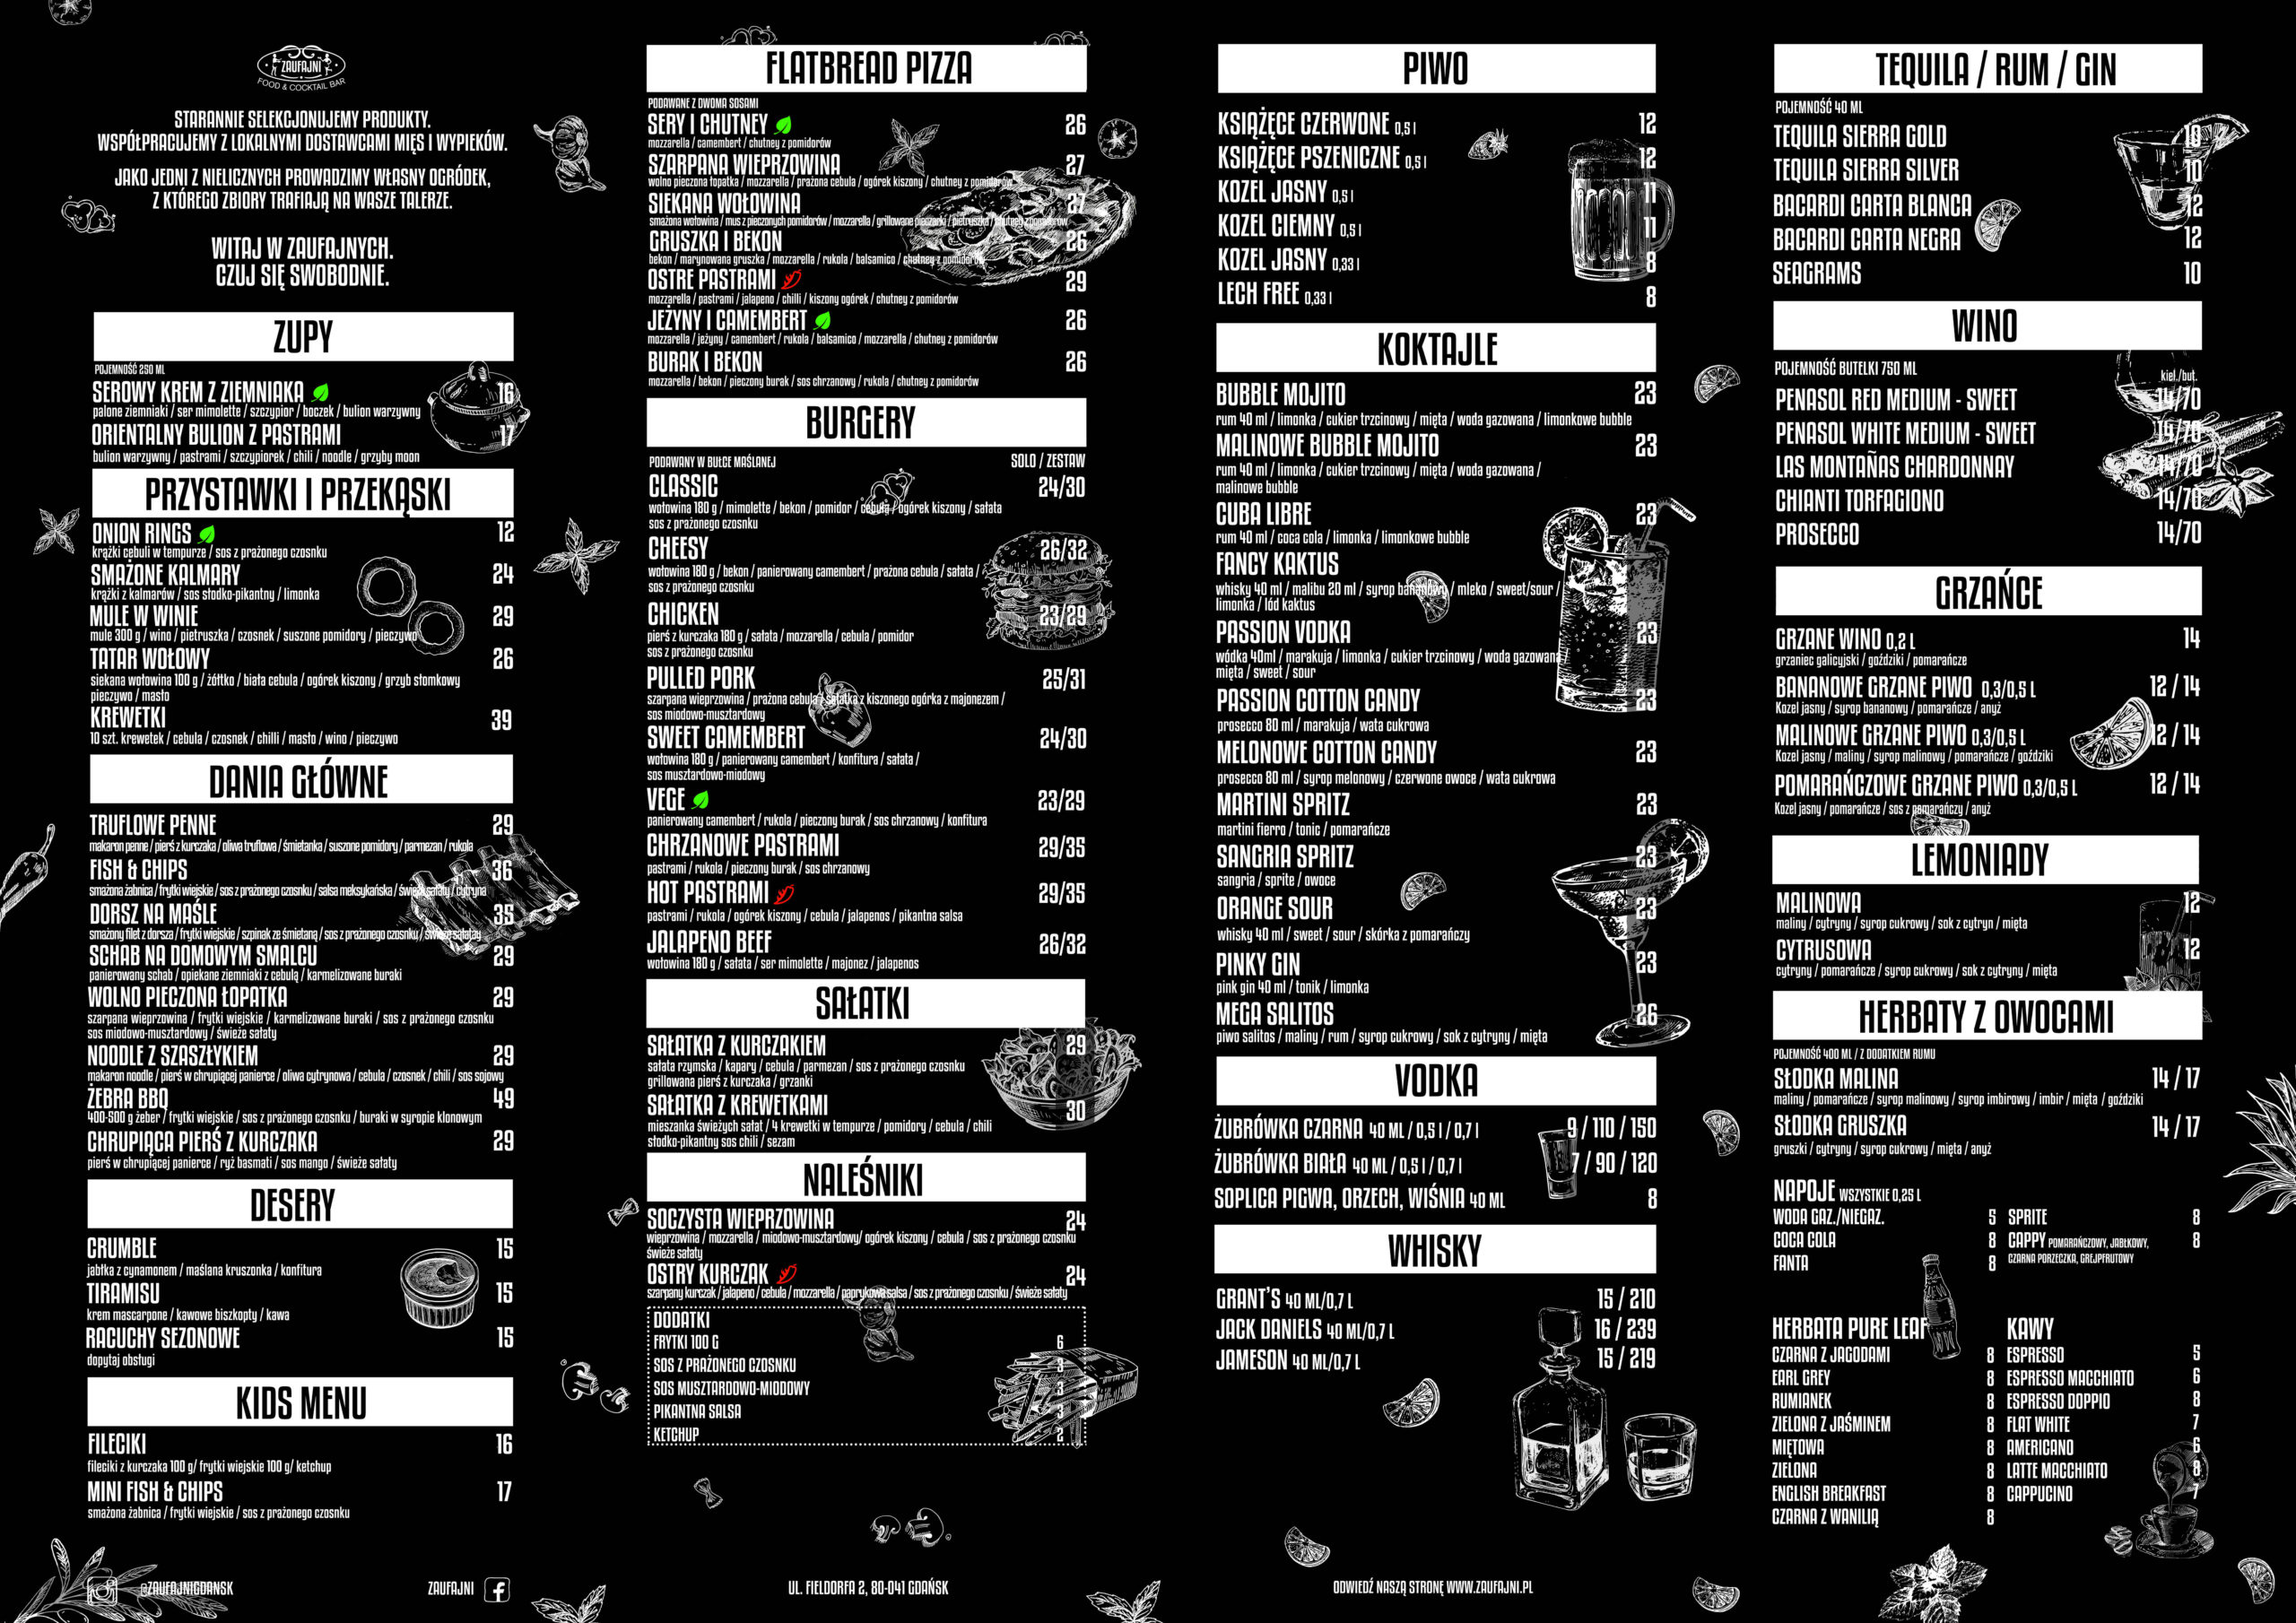 ZAUFAJNI
FOOD & COCKTAIL BAR
STARANNIE SELEKCJONUJEMY PRODUKTY.
WSPÓŁPRACUJEMY Z LOKALNYMI DOSTAWCAMI MIĘS I WYPIEKÓW.
JAKO JEDNI Z NIELICZNYCH PROWADZIMY WŁASNY OGRÓDEK,
Z KTÓREGO ZBIORY TRAFIAJĄ NA WASZE TALERZE.
WITAJ W ZAUFAJNYCH.
CZUJ SIĘ SWOBODNIE.
ZUPY
POJEMNOŚĆ 250 ML
SEROWY KREM Z ZIEMNIAKA 16
palone ziemniaki / ser mimolette / szczypior / boczek / bulion warzywny
ORIENTALNY BULION Z PASTRAMI 17
bulion warzywny / pastrami / szczypiorek / chili / noodle / grzyby moon
PRZYSTAWKI I PRZEKĄSKI
ONION RINGS 12
krążki cebuli w tempurze / sos z prażonego czosnku
SMAŻONE KALMARY 24
krążki z kalmarów / sos słodko-pikantny / limonka
MULE W WINIE 29
mule 300 g / wino / pietruszka / czosnek / suszone pomidory / pieczywo
TATAR WOŁOWY 26
siekana wołowina 100 g / żółtko / biała cebula / ogórek kiszony / grzyb słomkowy
pieczywo / masło
KREWETKI 39
10 szt. krewetek / cebula / czosnek / chilli / masło / wino / pieczywo
DANIA GŁÓWNE
TRUFLOWE PENNE 29
makaron penne / pierś z kurczaka / oliwa truflowa / śmietanka / suszone pomidory / parmezan / rukola
FISH & CHIPS 36
smażona żabnica / frytki wiejskie / sos z prażonego czosnku / salsa meksykańska / świeże sałaty / cytryna
DORSZ NA MAŚLE 35
smażony filet z dorsza / frytki wiejskie / szpinak ze śmietaną / sos z prażonego czosnku / świeże sałaty
SCHAB NA DOMOWYM SMALCU 29
panierowany schab / opiekane ziemniaki z cebulą / karmelizowane buraki
WOLNO PIECZONA ŁOPATKA 29
szarpana wieprzowina / frytki wiejskie / karmelizowane buraki / sos z prażonego czosnku
sos miodowo-musztardowy / świeże sałaty
NOODLE Z SZASZŁYKIEM 29
makaron noodle / pierś w chrupiącej panierce / oliwa cytrynowa / cebula / czosnek / chili / sos sojowy
ŻEBRA BBQ 49
400-500 g żeber / frytki wiejskie / sos z prażonego czosnku / buraki w syropie klonowym
CHRUPIĄCA PIERŚ Z KURCZAKA 29
pierś w chrupiącej panierce / ryż basmati / sos mango / świeże sałaty
DESERY
CRUMBLE 15
jabłka z cynamonem / maślana kruszonka / konfitura
TIRAMISU 15
krem mascarpone / kawowe biszkopty / kawa
RACUCHY SEZONOWE 15
dopytaj obsługi
KIDS MENU
FILECIKI 16
fileciki z kurczaka 100 g/ frytki wiejskie 100 g/ ketchup
MINI FISH & CHIPS 17
smażona żabnica / frytki wiejskie / sos z prażonego czosnku
@ZAUFAJNIGDANSK
ZAUFAJNI
FLATBREAD PIZZA
PODAWANE Z DWOMA SOSAMI
SERY I CHUTNEY 26
mozzarella / camembert / chutney z pomidorów
SZARPANA WIEPRZOWINA 27
wolno pieczona łopatka / mozzarella / prażona cebula / ogórek kiszony / chutney z pomidorów
SIEKANA WOŁOWINA 27
smażona wołowina / mus z pieczonych pomidorów / mozzarella / grillowane pieczarki / pietruszka / chutney z pomidorów
GRUSZKA I BEKON 26
bekon / marynowana gruszka / mozzarella / rukola / balsamico / chutney z pomidorów
OSTRE PASTRAMI 29
mozzarella / pastrami / jalapeno / chilli / kiszony ogórek / chutney z pomidorów
JEŻYNY I CAMEMBERT 26
mozzarella / jeżyny / camembert / rukola / balsamico / mozzarella / chutney z pomidorów
BURAK I BEKON 26
mozzarella / bekon / pieczony burak / sos chrzanowy / rukola / chutney z pomidorów
BURGERY
PODAWANY W BUŁCE MAŚLANEJ SOLO / ZESTAW
CLASSIC 24/30
wołowina 180 g / mimolette / bekon / pomidor / cebula / ogórek kiszony / sałata
sos z prażonego czosnku
CHEESY 26/32
wołowina 180 g / bekon / panierowany camembert / prażona cebula / sałata /
sos z prażonego czosnku
CHICKEN 23/29
pierś z kurczaka 180 g / sałata / mozzarella / cebula / pomidor
sos z prażonego czosnku
PULLED PORK 25/31
szarpana wieprzowina / prażona cebula / sałatka z kiszonego ogórka z majonezem /
sos miodowo-musztardowy
SWEET CAMEMBERT 24/30
wołowina 180 g / panierowany camembert / konfitura / sałata /
sos musztardowo-miodowy
VEGE 23/29
panierowany camembert / rukola / pieczony burak / sos chrzanowy / konfitura
CHRZANOWE PASTRAMI 29/35
pastrami / rukola / pieczony burak / sos chrzanowy
HOT PASTRAMI 29/35
pastrami / rukola / ogórek kiszony / cebula / jalapenos / pikantna salsa
JALAPENO BEEF 26/32
wołowina 180 g / sałata / ser mimolette / majonez / jalapenos
SAŁATKI
SAŁATKA Z KURCZAKIEM 29
sałata rzymska / kapary / cebula / parmezan / sos z prażonego czosnku
grillowana pierś z kurczaka / grzanki
SAŁATKA Z KREWETKAMI 30
mieszanka świeżych sałat / 4 krewetki w tempurze / pomidory / cebula / chili
słodko-pikantny sos chili / sezam
NALEŚNIKI
SOCZYSTA WIEPRZOWINA 24
wieprzowina / mozzarella / miodowo-musztardowy/ ogórek kiszony / cebula / sos z prażonego czosnku
świeże sałaty
OSTRY KURCZAK 24
szarpany kurczak / jalapeno / cebula / mozzarella / paprykowa salsa / sos z prażonego czosnku / świeże sałaty
DODATKI
FRYTKI 100 G 6
SOS Z PRAŻONEGO CZOSNKU 3
SOS MUSZTARDOWO-MIODOWY 3
PIKANTNA SALSA 3
KETCHUP 2
UL. FIELDORFA 2, 80-041 GDAŃSK
PIWO
KSIĄŻĘCE CZERWONE 0,5 l 12
KSIĄŻĘCE PSZENICZNE 0,5 l 12
KOZEL JASNY 0,5 l 11
KOZEL CIEMNY 0,5 l 11
KOZEL JASNY 0,33 l 8
LECH FREE 0,33 l 8
KOKTAJLE
BUBBLE MOJITO 23
rum 40 ml / limonka / cukier trzcinowy / mięta / woda gazowana / limonkowe bubble
MALINOWE BUBBLE MOJITO 23
rum 40 ml / limonka / cukier trzcinowy / mięta / woda gazowana /
malinowe bubble
CUBA LIBRE 23
rum 40 ml / coca cola / limonka / limonkowe bubble
FANCY KAKTUS
whisky 40 ml / malibu 20 ml / syrop bananowy / mleko / sweet/sour /
limonka / lód kaktus
PASSION VODKA 23
wódka 40ml / marakuja / limonka / cukier trzcinowy / woda gazowana /
mięta / sweet / sour
PASSION COTTON CANDY 23
prosecco 80 ml / marakuja / wata cukrowa
MELONOWE COTTON CANDY 23
prosecco 80 ml / syrop melonowy / czerwone owoce / wata cukrowa
MARTINI SPRITZ 23
martini fierro / tonic / pomarańcze
SANGRIA SPRITZ 23
sangria / sprite / owoce
ORANGE SOUR 23
whisky 40 ml / sweet / sour / skórka z pomarańczy
PINKY GIN 23
pink gin 40 ml / tonik / limonka
MEGA SALITOS 26
piwo salitos / maliny / rum / syrop cukrowy / sok z cytryny / mięta
VODKA
ŻUBRÓWKA CZARNA 40 ML / 0,5 l / 0,7 l 9 / 110 / 150
ŻUBRÓWKA BIAŁA 40 ML / 0,5 l / 0,7 l 7 / 90 / 120
SOPLICA PIGWA, ORZECH, WIŚNIA 40 ML 8
WHISKY
GRANT'S 40 ML/0,7 L 15 / 210
JACK DANIELS 40 ML/0,7 L 16 / 239
JAMESON 40 ML/0,7 L 15 / 219
ODWIEDŹ NASZĄ STRONĘ WWW.ZAUFAJNI.PL
TEQUILA / RUM / GIN
POJEMNOŚĆ 40 ML
TEQUILA SIERRA GOLD 10
TEQUILA SIERRA SILVER 10
BACARDI CARTA BLANCA 12
BACARDI CARTA NEGRA 12
SEAGRAMS 10
WINO
POJEMNOŚĆ BUTELKI 750 ML kiel./but.
PENASOL RED MEDIUM - SWEET 14/70
PENASOL WHITE MEDIUM - SWEET 14/70
LAS MONTAÑAS CHARDONNAY 14/70
CHIANTI TORFAGIONO 14/70
PROSECCO 14/70
GRZAŃCE
GRZANE WINO 0,2 L 14
grzaniec galicyjski / goździki / pomarańcze
BANANOWE GRZANE PIWO 0,3/0,5 L 12 / 14
Kozel jasny / syrop bananowy / pomarańcze / anyż
MALINOWE GRZANE PIWO 0,3/0,5 L 12 / 14
Kozel jasny / maliny / syrop malinowy / pomarańcze / goździki
POMARAŃCZOWE GRZANE PIWO 0,3/0,5 L 12 / 14
Kozel jasny / pomarańcze / sos z pomarańczy / anyż
LEMONIADY
MALINOWA 12
maliny / cytryny / syrop cukrowy / sok z cytryn / mięta
CYTRUSOWA 12
cytryny / pomarańcze / syrop cukrowy / sok z cytryny / mięta
HERBATY Z OWOCAMI
POJEMNOŚĆ 400 ML / Z DODATKIEM RUMU
SŁODKA MALINA 14 / 17
maliny / pomarańcze / syrop malinowy / syrop imbirowy / imbir / mięta / goździki
SŁODKA GRUSZKA 14 / 17
gruszki / cytryny / syrop cukrowy / mięta / anyż
NAPOJE WSZYSTKIE 0,25 L
WODA GAZ./NIEGAZ. 5
COCA COLA 8
FANTA 8
SPRITE 8
CAPPY POMARAŃCZOWY, JABŁKOWY, 8
CZARNA PORZECZKA, GREJPFRUTOWY
HERBATA PURE LEAF
CZARNA Z JAGODAMI 8
EARL GREY 8
RUMIANEK 8
ZIELONA Z JAŚMINEM 8
MIĘTOWA 8
ZIELONA 8
ENGLISH BREAKFAST 8
CZARNA Z WANILIĄ 8
KAWY
ESPRESSO 5
ESPRESSO MACCHIATO 6
ESPRESSO DOPPIO 8
FLAT WHITE 7
AMERICANO 6
LATTE MACCHIATO 8
CAPPUCINO 7